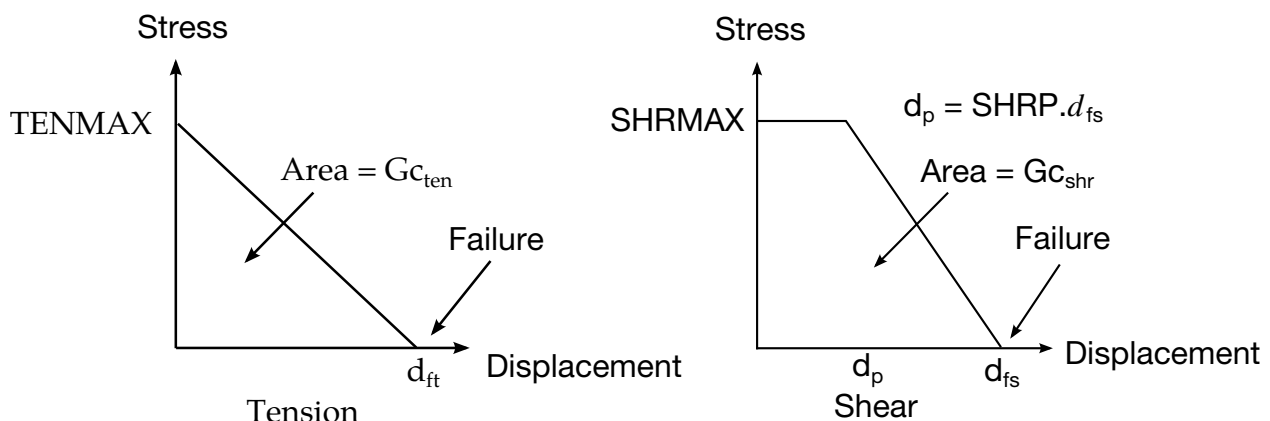 Stress
TENMAX
Area = Gc_ten
Failure
d_ft
Displacement
Tension
Stress
SHRMAX
d_p = SHRP.d_fs
Area = Gc_shr
Failure
d_p
d_fs
Displacement
Shear